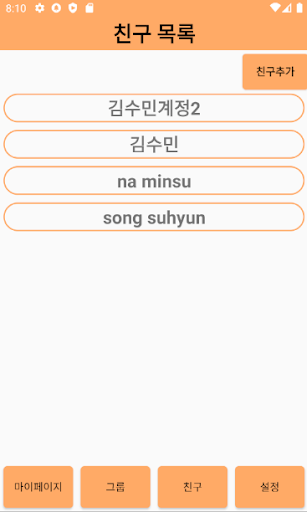 8:10
친구 목록
친구추가
김수민계정2
김수민
na minsu
song suhyun
마이페이지 그룹 친구 설정